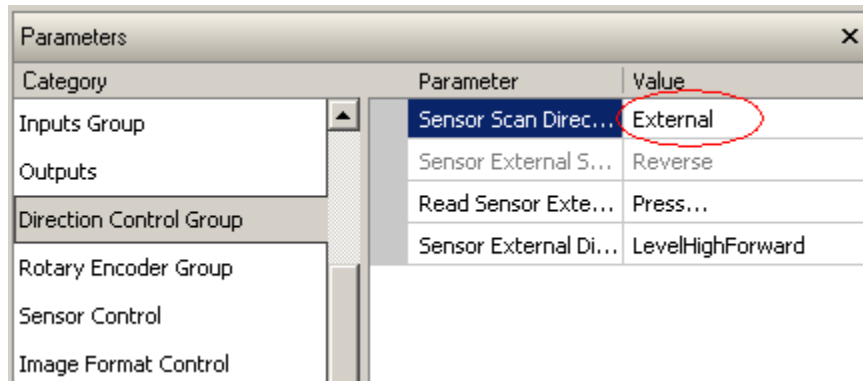 Parameters
Category
Parameter Value
Inputs Group
Sensor Scan Direc... External
Outputs
Sensor External S... Reverse
Direction Control Group
Read Sensor Exte... Press...
Rotary Encoder Group
Sensor External Di... LevelHighForward
Sensor Control
Image Format Control